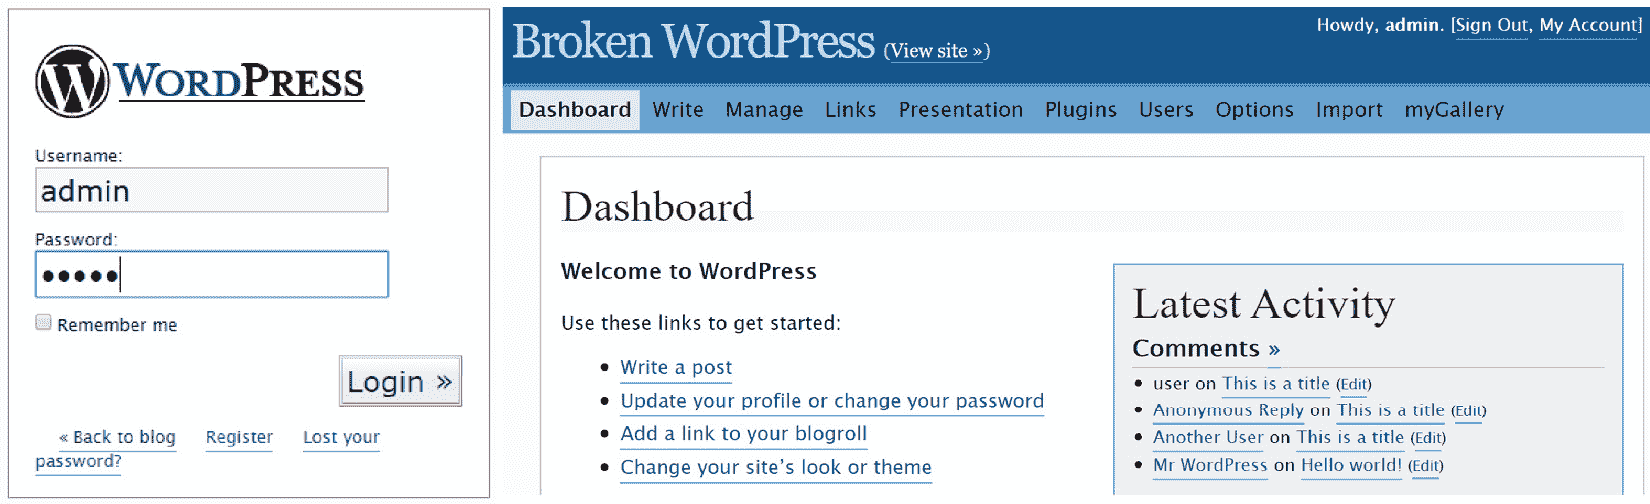 WORDPRESS
Username:
admin
Password:
•••••
Remember me
Login »
« Back to blog Register Lost your
password?
Broken WordPress (View site »)
Howdy, admin. [Sign Out, My Account]
Dashboard Write Manage Links Presentation Plugins Users Options Import myGallery
Dashboard
Welcome to WordPress
Use these links to get started:
• Write a post
• Update your profile or change your password
• Add a link to your blogroll
• Change your site's look or theme
Latest Activity
Comments »
• user on This is a title (Edit)
• Anonymous Reply on This is a title (Edit)
• Another User on This is a title (Edit)
• Mr WordPress on Hello world! (Edit)